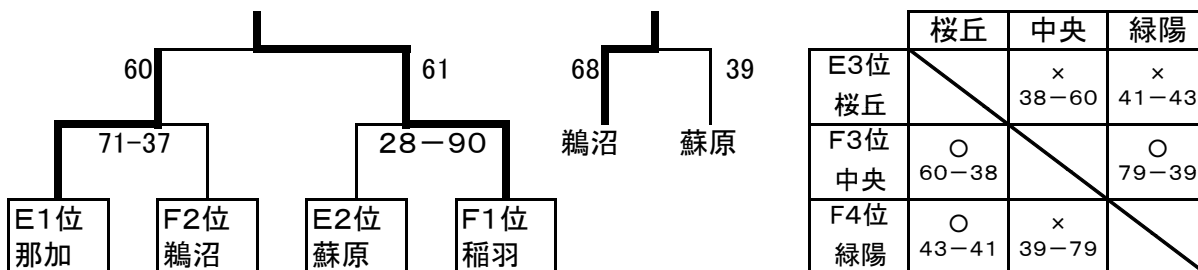 60
61
71-37
28－90
E1位
那加
F2位
鵜沼
E2位
蘇原
F1位
稲羽
68
39
鵜沼
蘇原
桜丘 中央 緑陽
E3位
桜丘
×
38－60
×
41－43
F3位
中央
○
60－38
○
79－39
F4位
緑陽
○
43－41
×
39－79